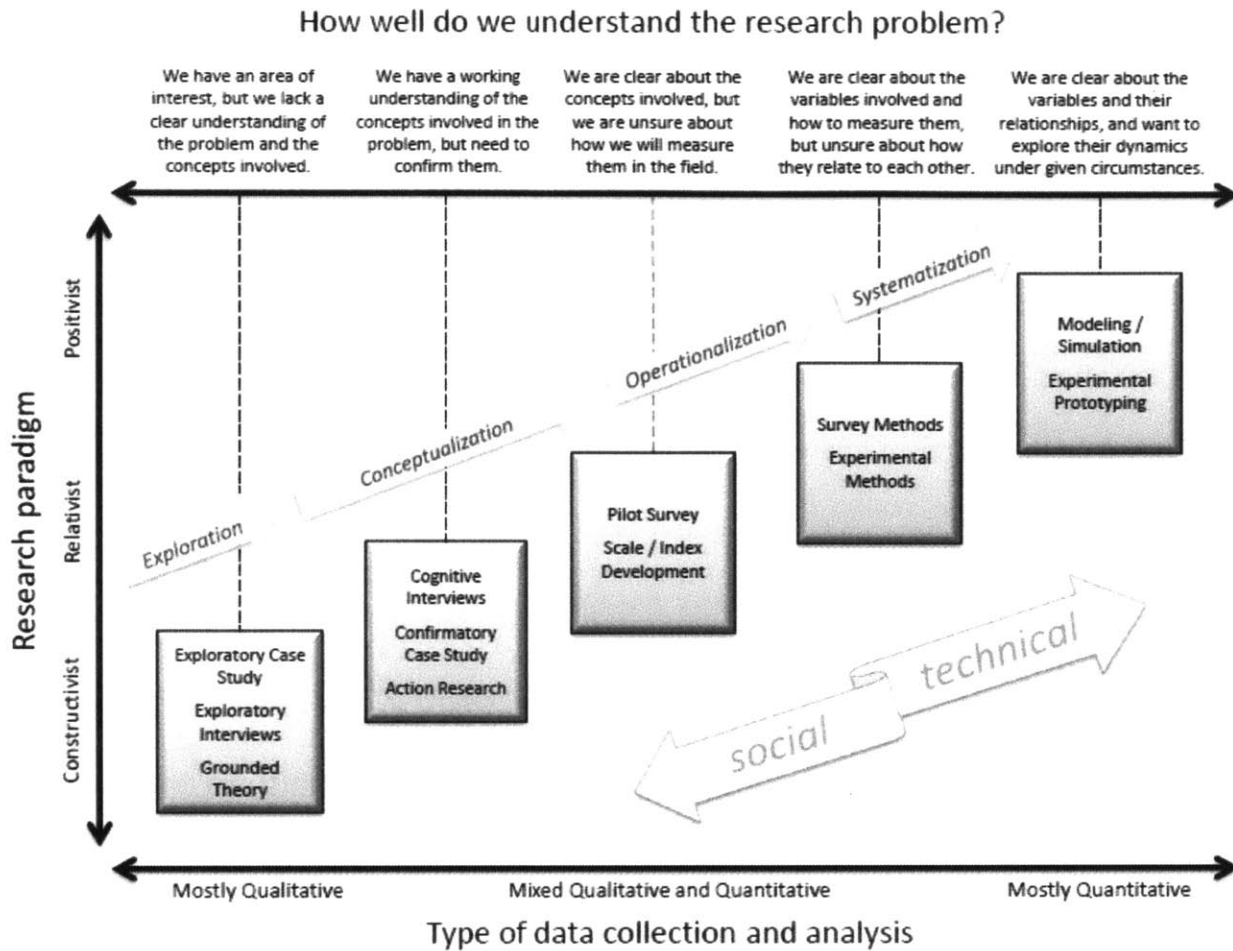 How well do we understand the research problem?
We have an area of
interest, but we lack a
clear understanding of
the problem and the
concepts involved.
We have a working
understanding of the
concepts involved in the
problem, but need to
confirm them.
We are clear about the
concepts involved, but
we are unsure about
how we will measure
them in the field.
We are clear about the
variables involved and
how to measure them,
but unsure about how
they relate to each other.
We are clear about the
variables and their
relationships, and want to
explore their dynamics
under given circumstances.
Research paradigm
Positivist
Relativist
Constructivist
Exploration
Conceptualization
Operationalization
Systematization
Exploratory Case
Study
Exploratory
Interviews
Grounded
Theory
Cognitive
Interviews
Confirmatory
Case Study
Action Research
Pilot Survey
Scale / Index
Development
Survey Methods
Experimental
Methods
Modeling /
Simulation
Experimental
Prototyping
social
technical
Mostly Qualitative
Mixed Qualitative and Quantitative
Mostly Quantitative
Type of data collection and analysis